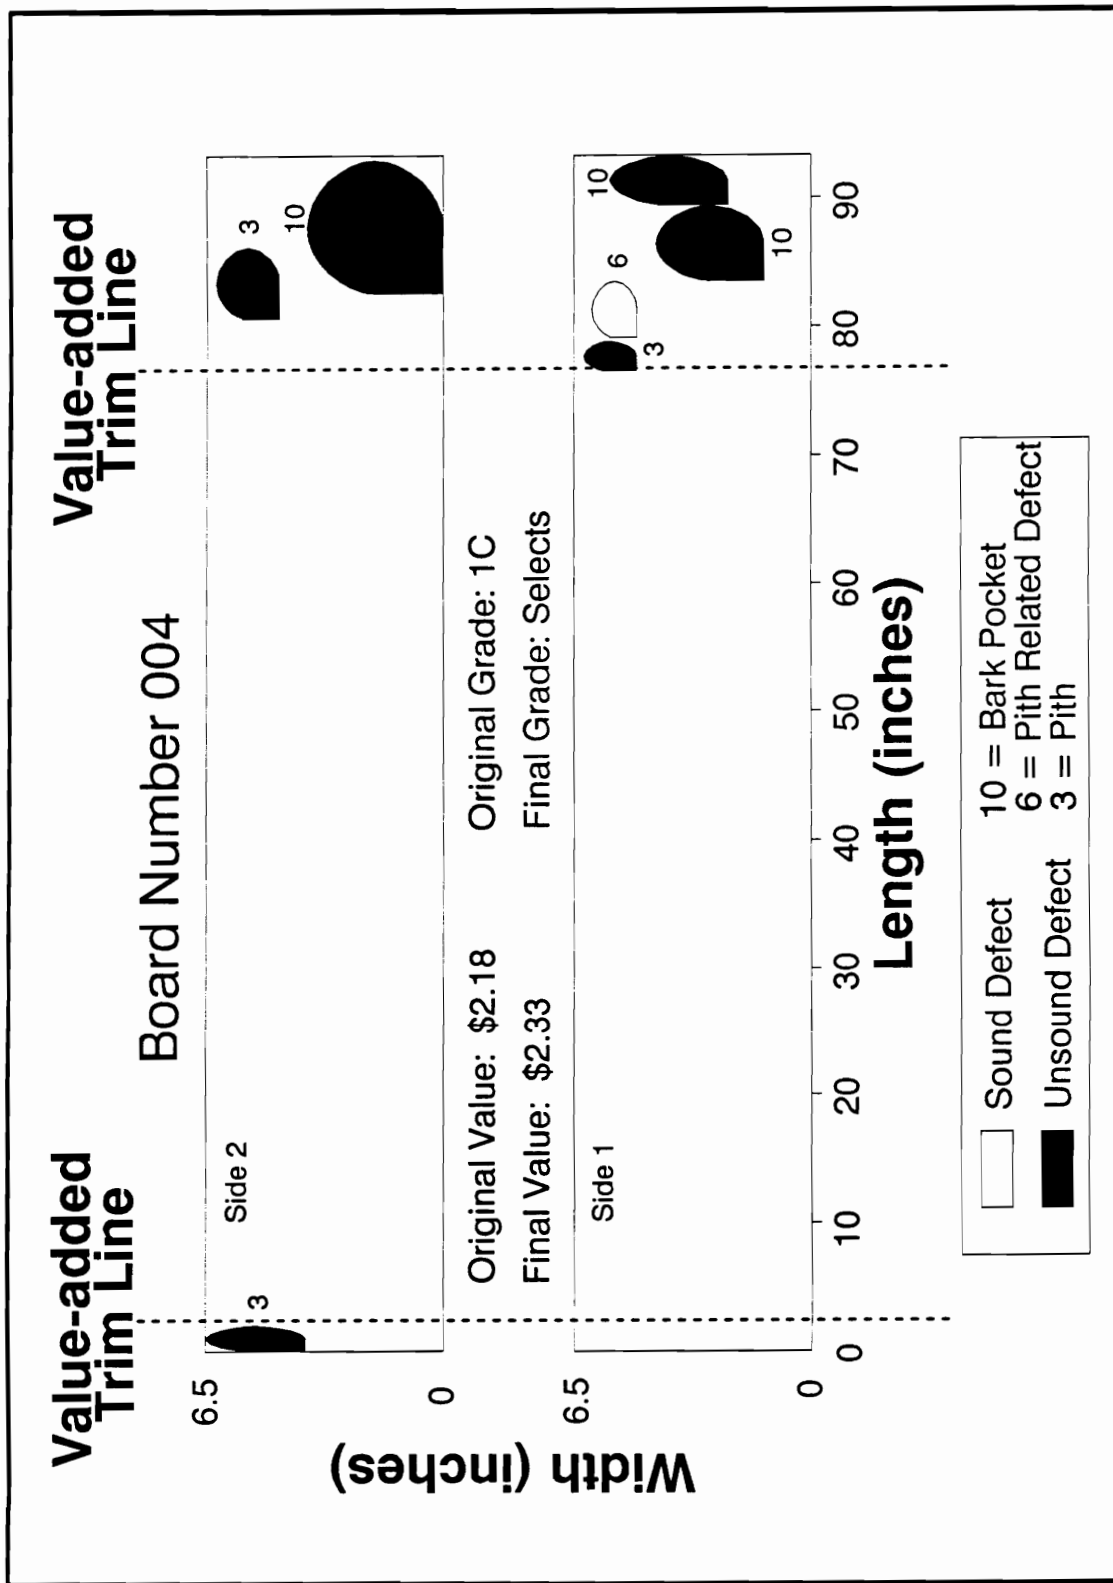 Value-added
Trim Line
Value-added
Trim Line
Board Number 004
6.5
0
Side 2
3
3
10
Original Value: $2.18
Original Grade: 1C
Final Value: $2.33
Final Grade: Selects
6.5
0
Side 1
3
6
10
10
0
10
20
30
40
50
60
70
80
90
Width (inches)
Length (inches)
Sound Defect
Unsound Defect
10 = Bark Pocket
6 = Pith Related Defect
3 = Pith